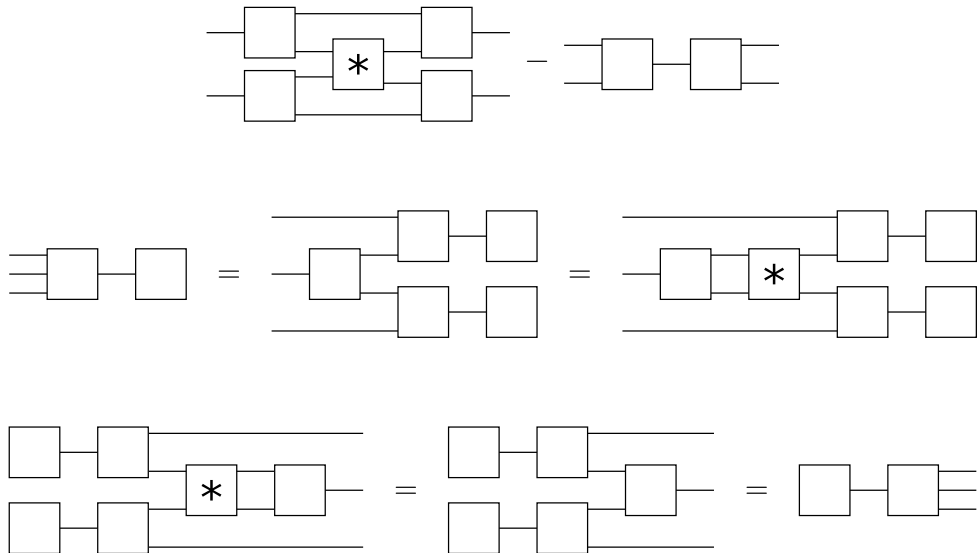 * −
= = *
* = =